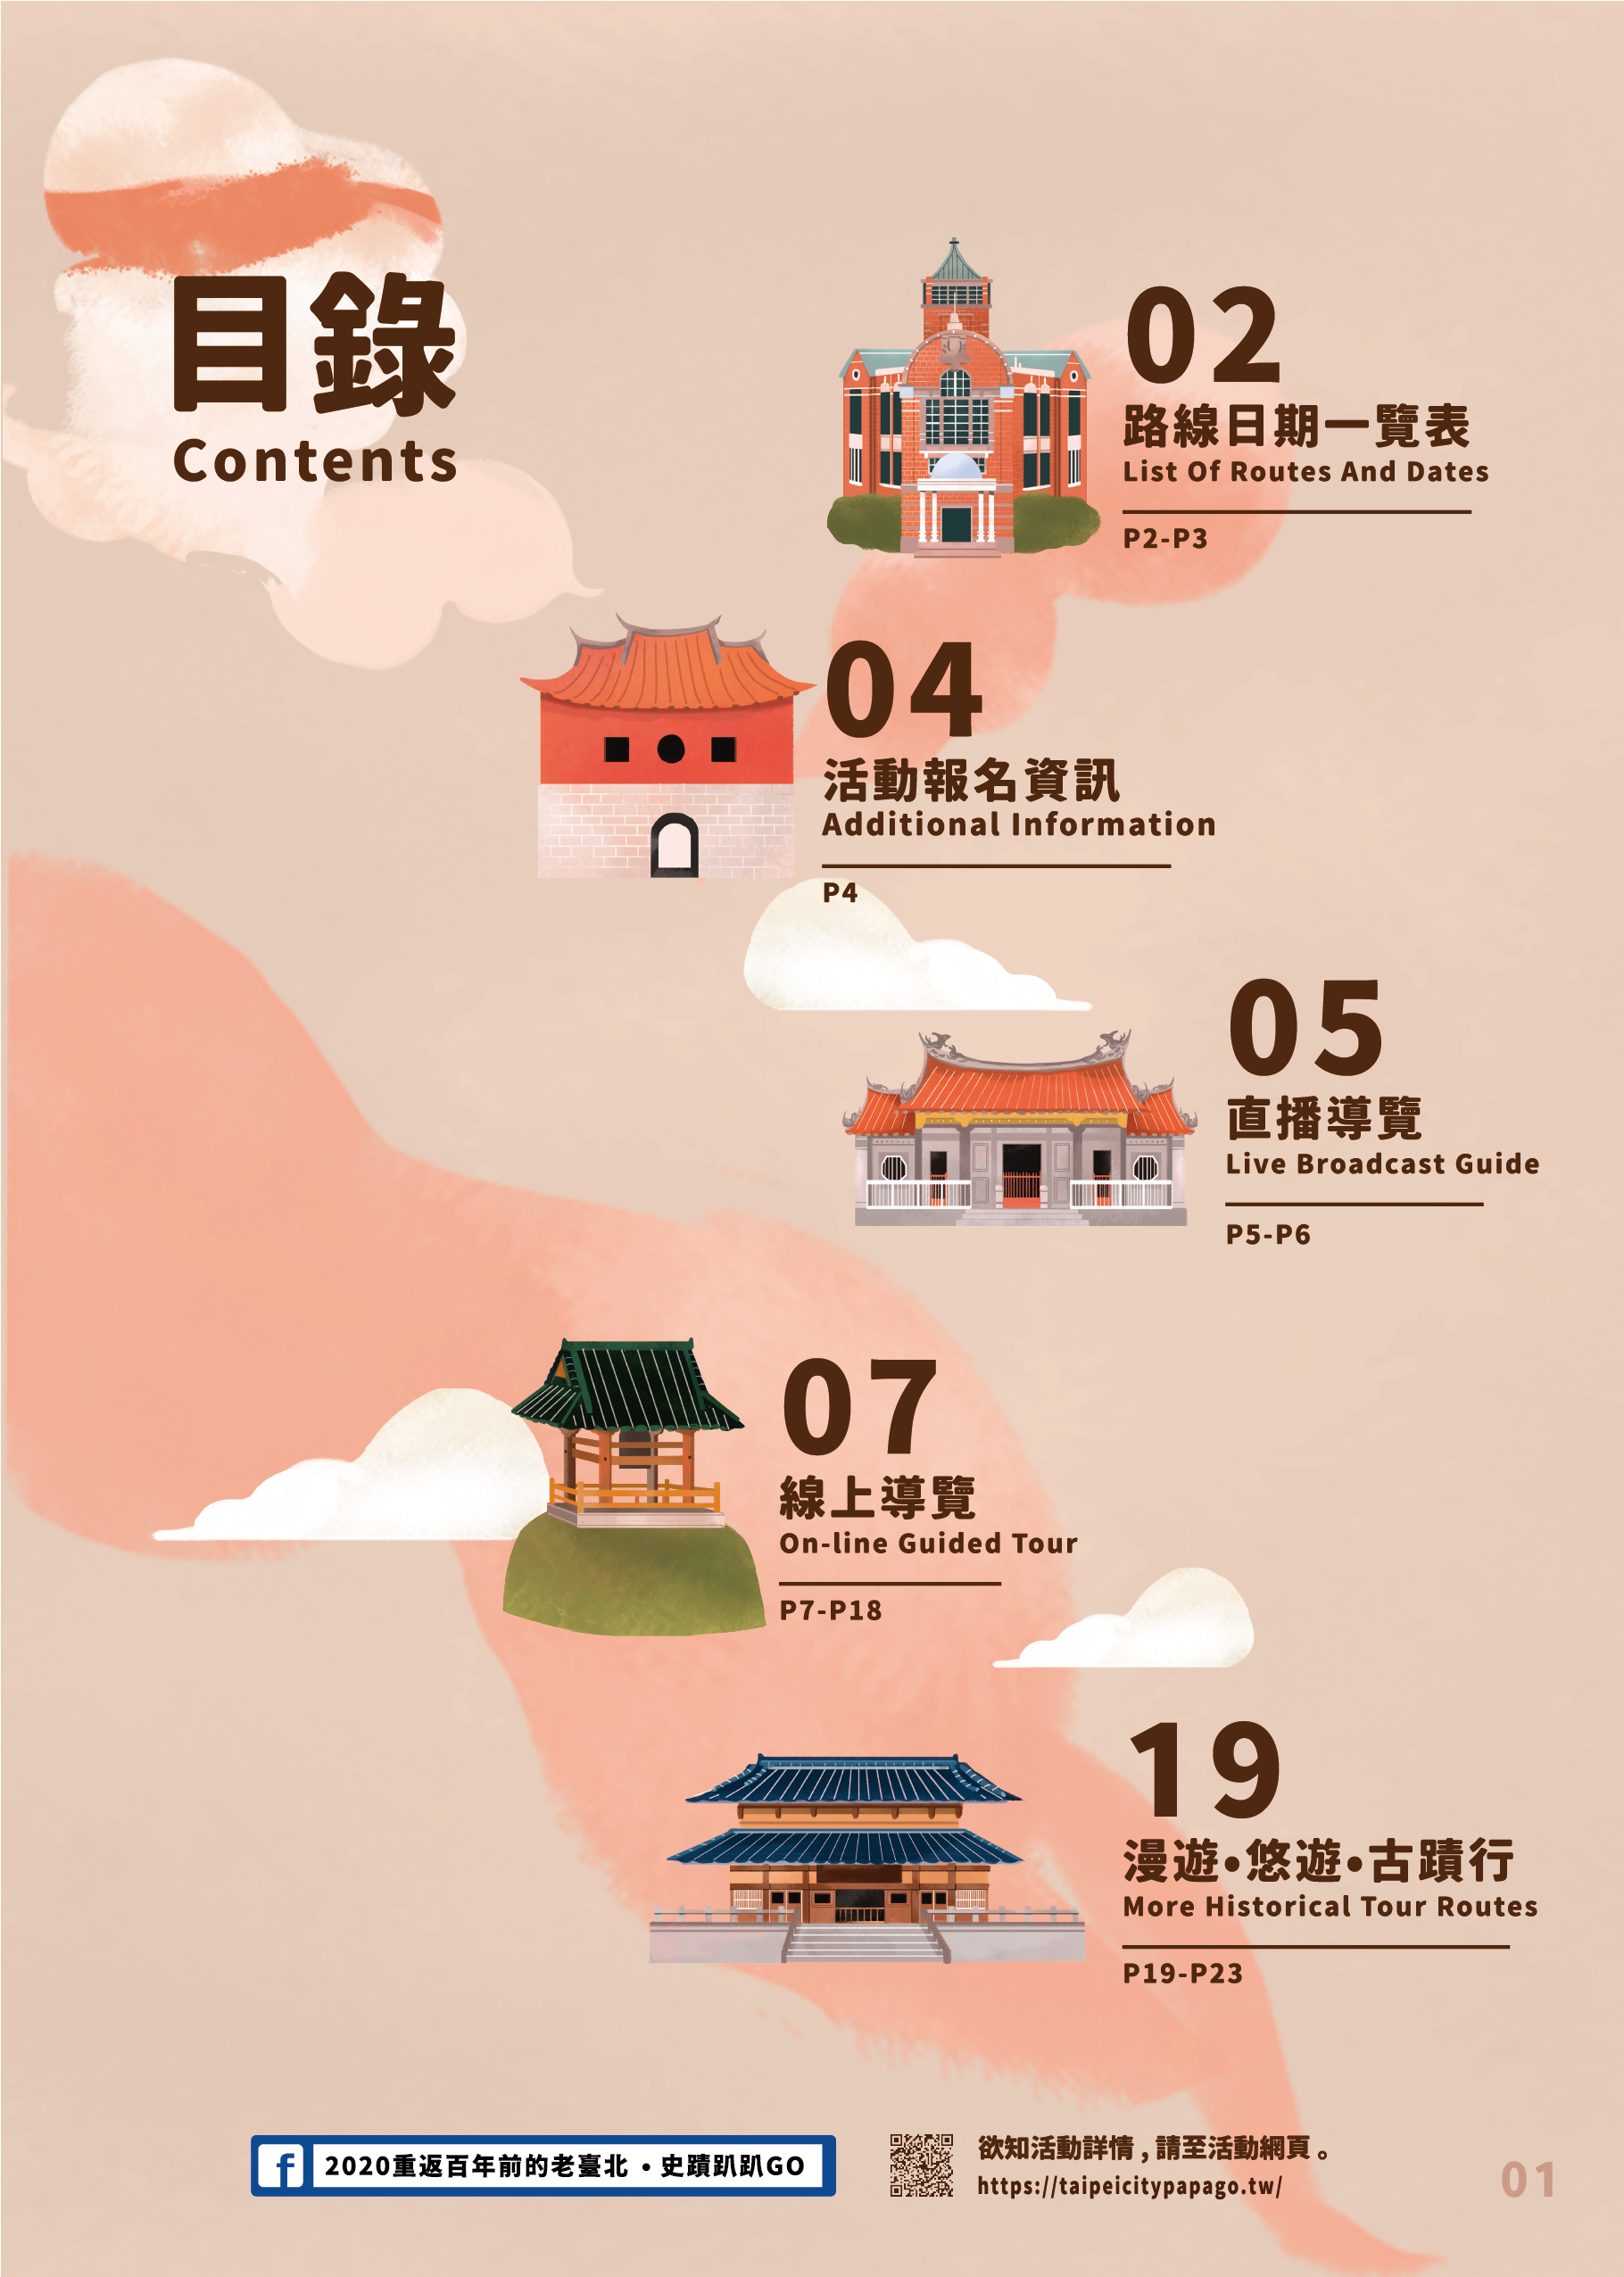 目錄
Contents
02
路線日期一覽表
List Of Routes And Dates
P2-P3
04
活動報名資訊
Additional Information
P4
05
直播導覽
Live Broadcast Guide
P5-P6
07
線上導覽
On-line Guided Tour
P7-P18
19
漫遊•悠遊•古蹟行
More Historical Tour Routes
P19-P23
f 2020重返百年前的老臺北 • 史蹟趴趴GO
欲知活動詳情 , 請至活動網頁。
https://taipeicitypapago.tw/
01